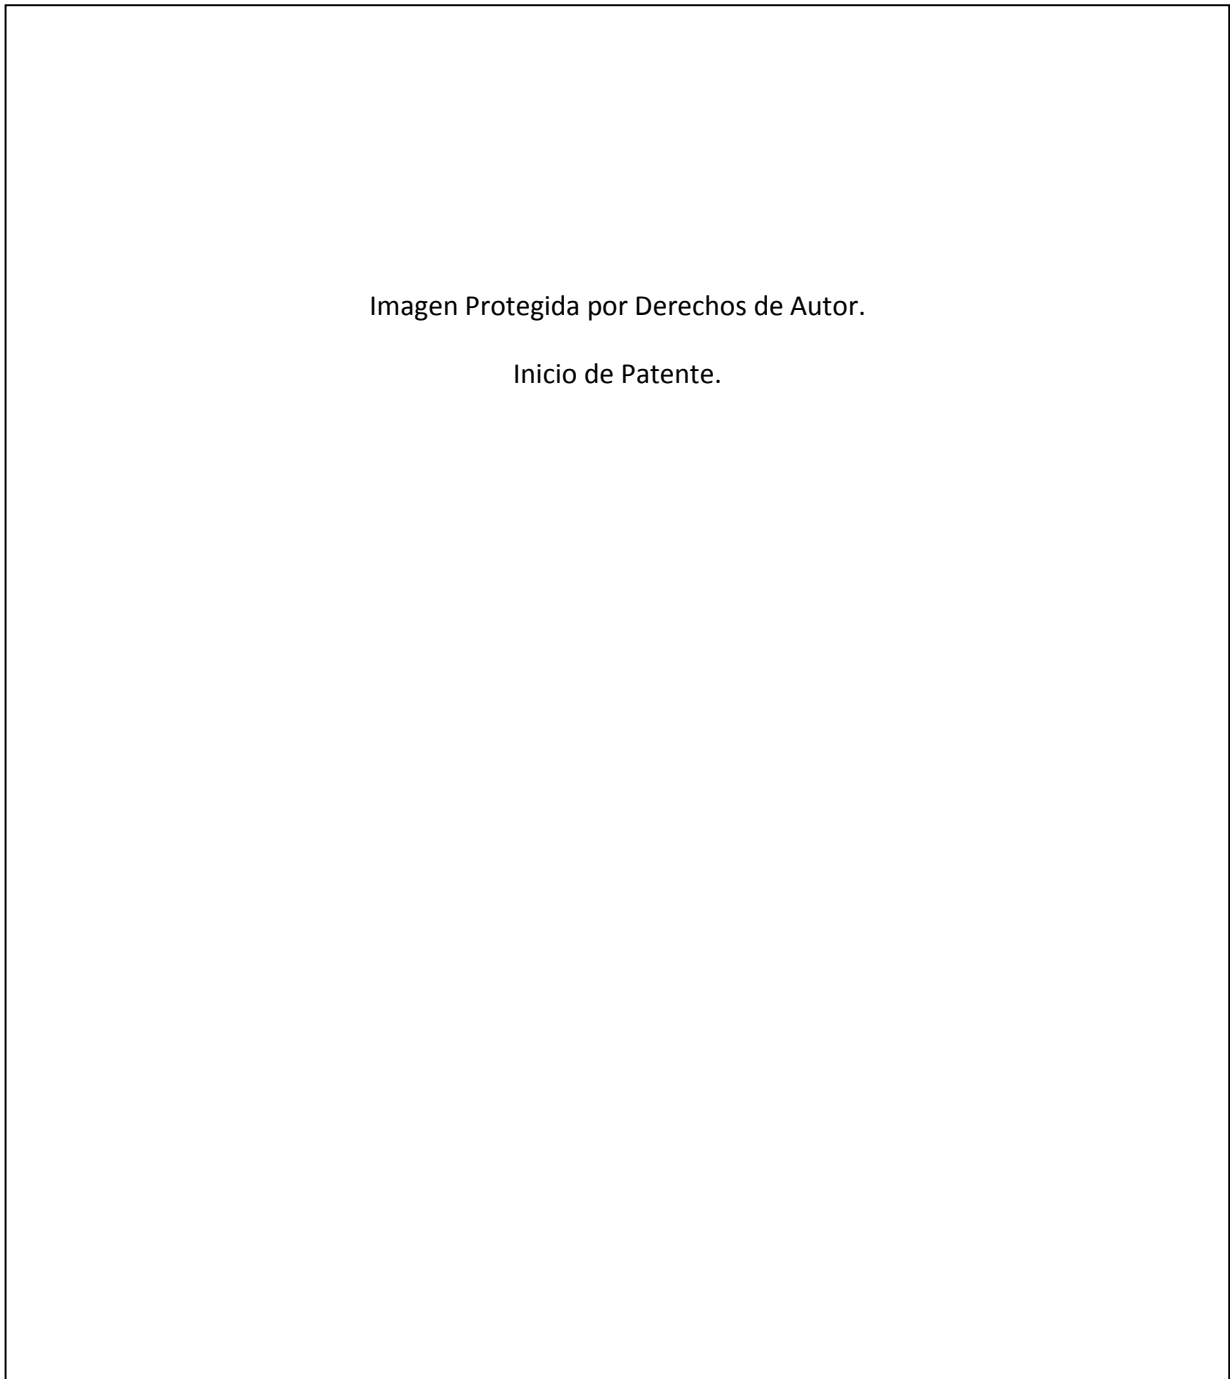 Imagen Protegida por Derechos de Autor.
Inicio de Patente.